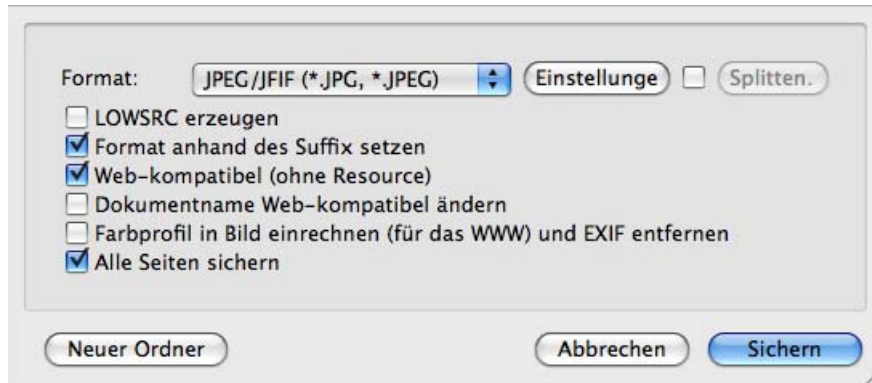 Format: JPEG/JFIF (*.JPG, *.JPEG) Einstellunge Splitten.
LOWSRC erzeugen
Format anhand des Suffix setzen
Web-kompatibel (ohne Resource)
Dokumentname Web-kompatibel ändern
Farbprofil in Bild einrechnen (für das WWW) und EXIF entfernen
Alle Seiten sichern
Neuer Ordner Abbrechen Sichern